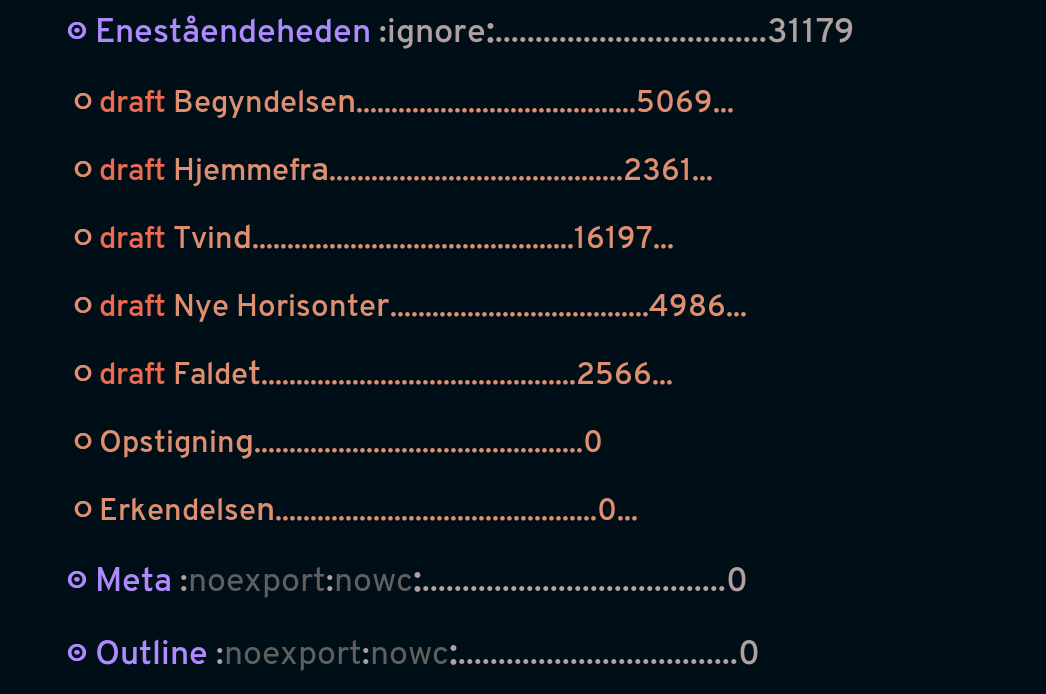 Eneståendeheden :ignore:..................................31179
draft Begyndelsen........................................5069...
draft Hjemmefra..........................................2361...
draft Tvind..............................................16197...
draft Nye Horisonter.....................................4986...
draft Faldet.............................................2566...
Opstigning...............................................0
Erkendelsen..............................................0...
Meta :noexport:nowc:......................................0
Outline :noexport:nowc:...................................0